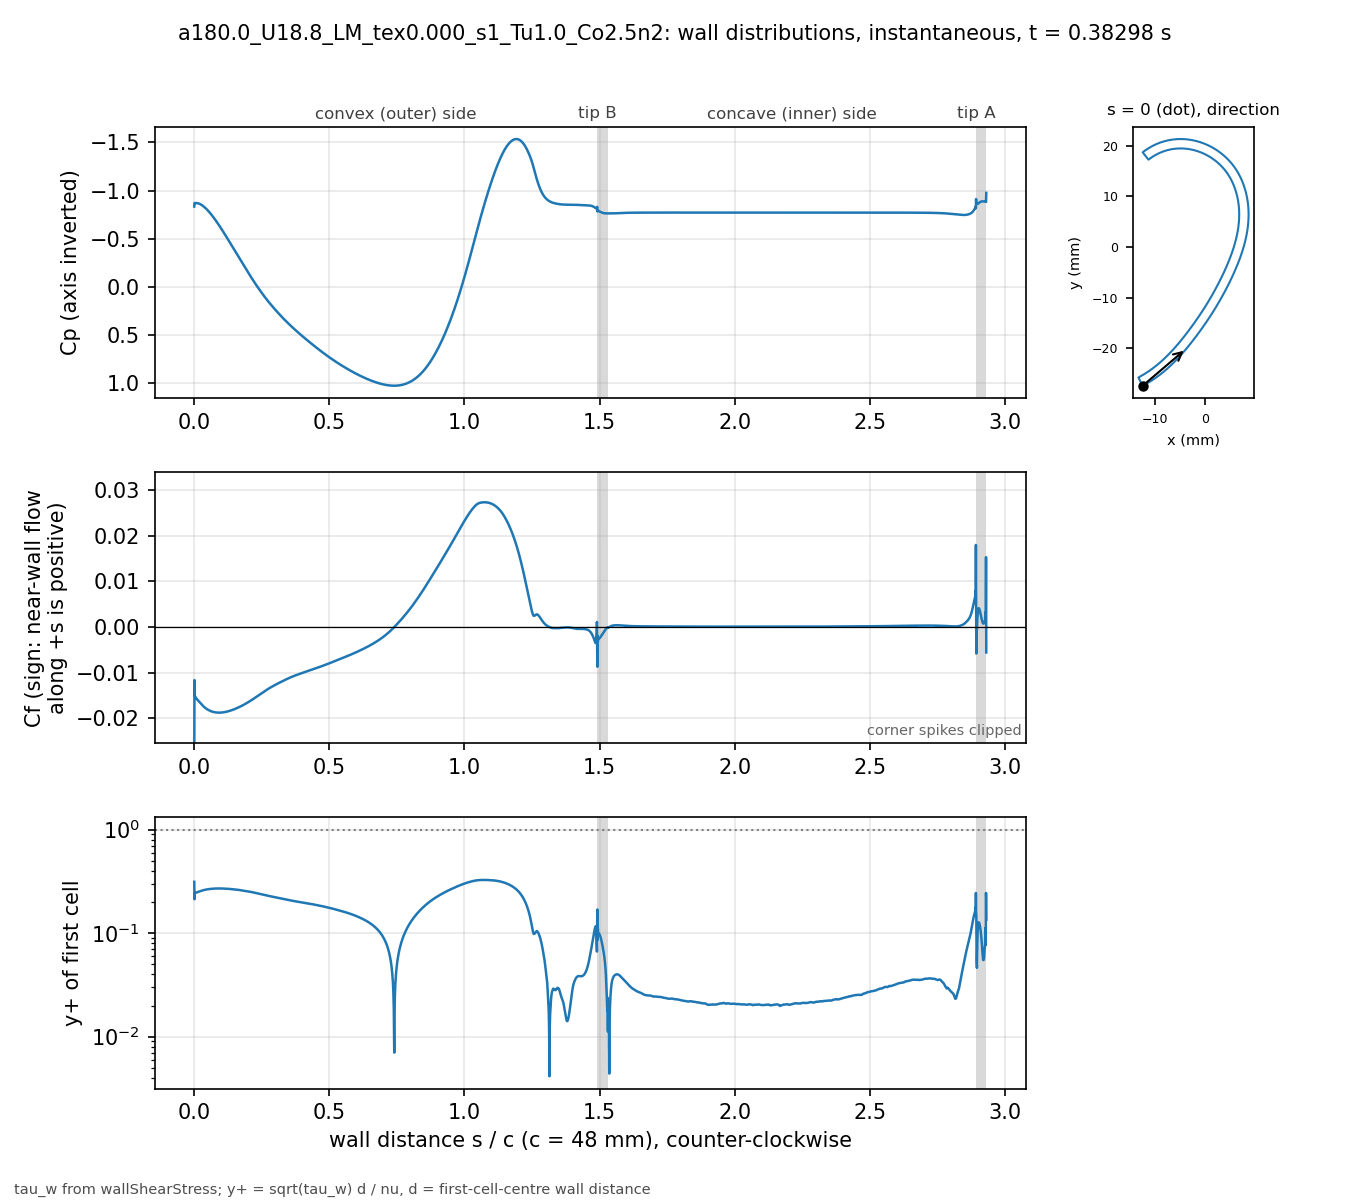 a180.0_U18.8_LM_tex0.000_s1_Tu1.0_Co2.5n2: wall distributions, instantaneous, t = 0.38298 s
convex (outer) side
tip B
concave (inner) side
tip A
s = 0 (dot), direction
Cp (axis inverted)
−1.5
−1.0
−0.5
0.0
0.5
1.0
0.0
0.5
1.0
1.5
2.0
2.5
3.0
y (mm)
20
10
0
−10
−20
−10
0
x (mm)
Cf (sign: near-wall flow
along +s is positive)
0.03
0.02
0.01
0.00
−0.01
−0.02
corner spikes clipped
0.0
0.5
1.0
1.5
2.0
2.5
3.0
y+ of first cell
10⁰
10⁻¹
10⁻²
0.0
0.5
1.0
1.5
2.0
2.5
3.0
wall distance s / c (c = 48 mm), counter-clockwise
tau_w from wallShearStress; y+ = sqrt(tau_w) d / nu, d = first-cell-centre wall distance